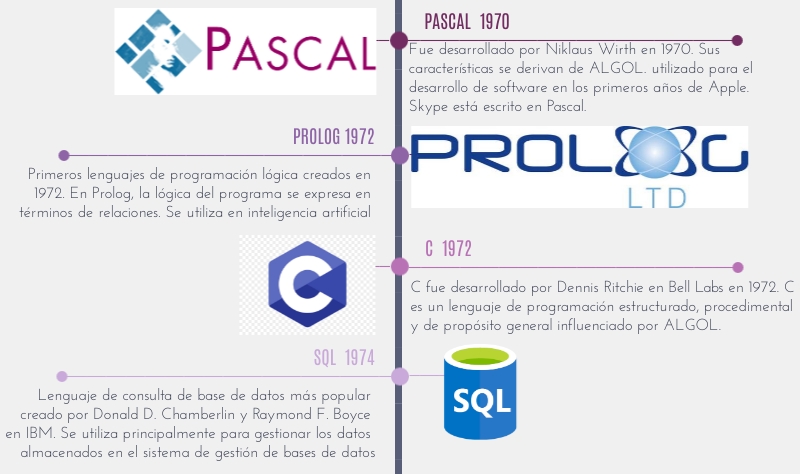 PASCAL
PASCAL 1970
Fue desarrollado por Niklaus Wirth en 1970. Sus
características se derivan de ALGOL. utilizado para el
desarrollo de software en los primeros años de Apple.
Skype está escrito en Pascal.
PROLOG 1972
Primeros lenguajes de programación lógica creados en
1972. En Prolog, la lógica del programa se expresa en
términos de relaciones. Se utiliza en inteligencia artificial
PROLOG
LTD
C
C 1972
C fue desarrollado por Dennis Ritchie en Bell Labs en 1972. C
es un lenguaje de programación estructurado, procedimental
y de propósito general influenciado por ALGOL.
SQL 1974
Lenguaje de consulta de base de datos más popular
creado por Donald D. Chamberlin y Raymond F. Boyce
en IBM. Se utiliza principalmente para gestionar los datos
almacenados en el sistema de gestión de bases de datos
SQL